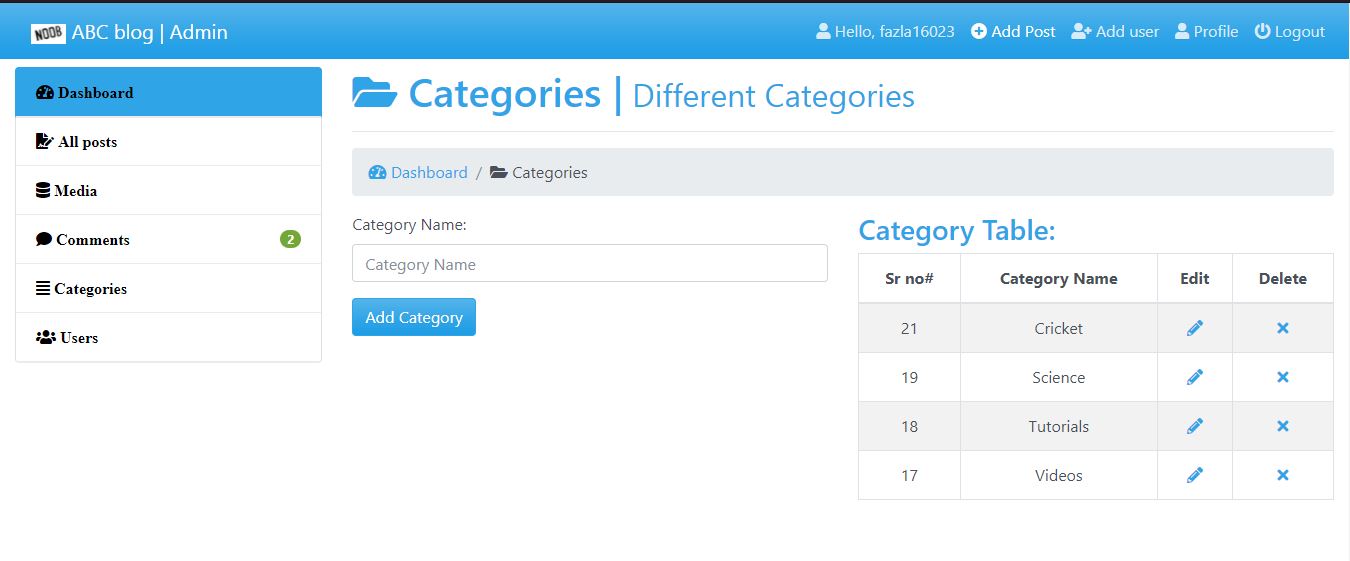 NOOB ABC blog | Admin
Hello, fazla16023 Add Post Add user Profile Logout
Dashboard
All posts
Media
Comments 2
Categories
Users
Categories | Different Categories
Dashboard / Categories
Category Name:
Category Name
Add Category
Category Table:
Sr no# Category Name Edit Delete
21 Cricket
19 Science
18 Tutorials
17 Videos